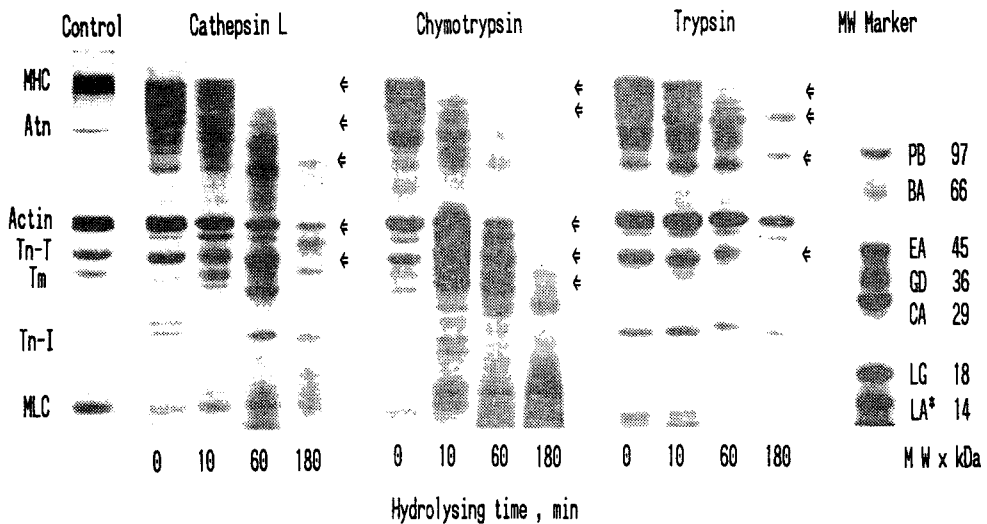 Control Cathepsin L Chymotrypsin Trypsin MW Marker
MHC
Atn
PB 97
BA 66
Actin
Tn-T
EA 45
Tm
GD 36
CA 29
Tn-I
LG 18
MLC
LA* 14
0 10 60 180 0 10 60 180 0 10 60 180 M W x kDa
Hydrolysing time , min